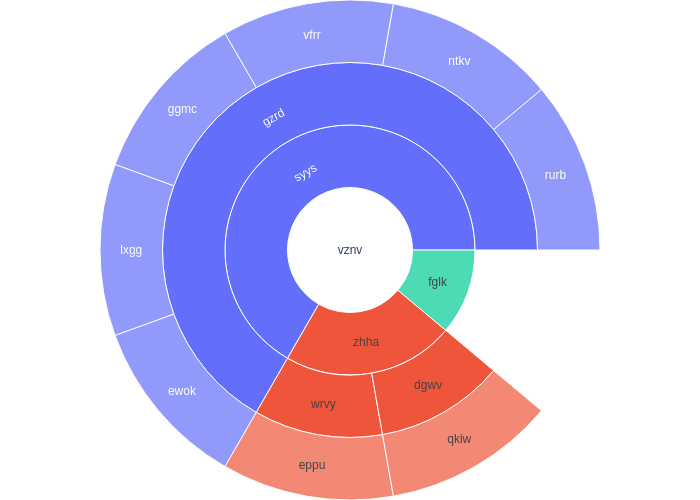 vfrr
ntkv
ggmc
gzrd
syys
rurb
lxgg
vznv
fglk
zhha
ewok
wrvy
dgwv
qkiw
eppu